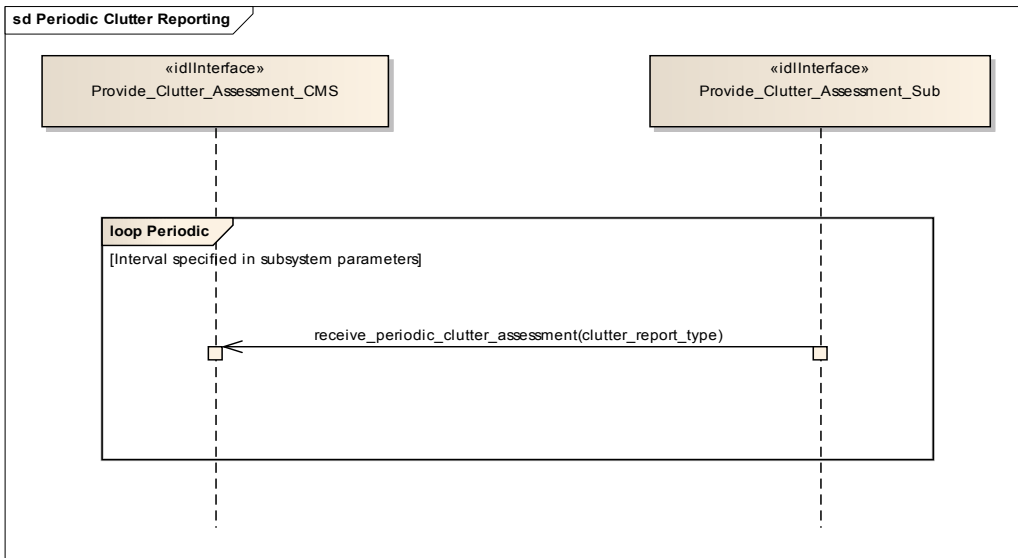 sd Periodic Clutter Reporting
«idlInterface»
Provide_Clutter_Assessment_CMS
«idlInterface»
Provide_Clutter_Assessment_Sub
loop Periodic
[Interval specified in subsystem parameters]
receive_periodic_clutter_assessment(clutter_report_type)